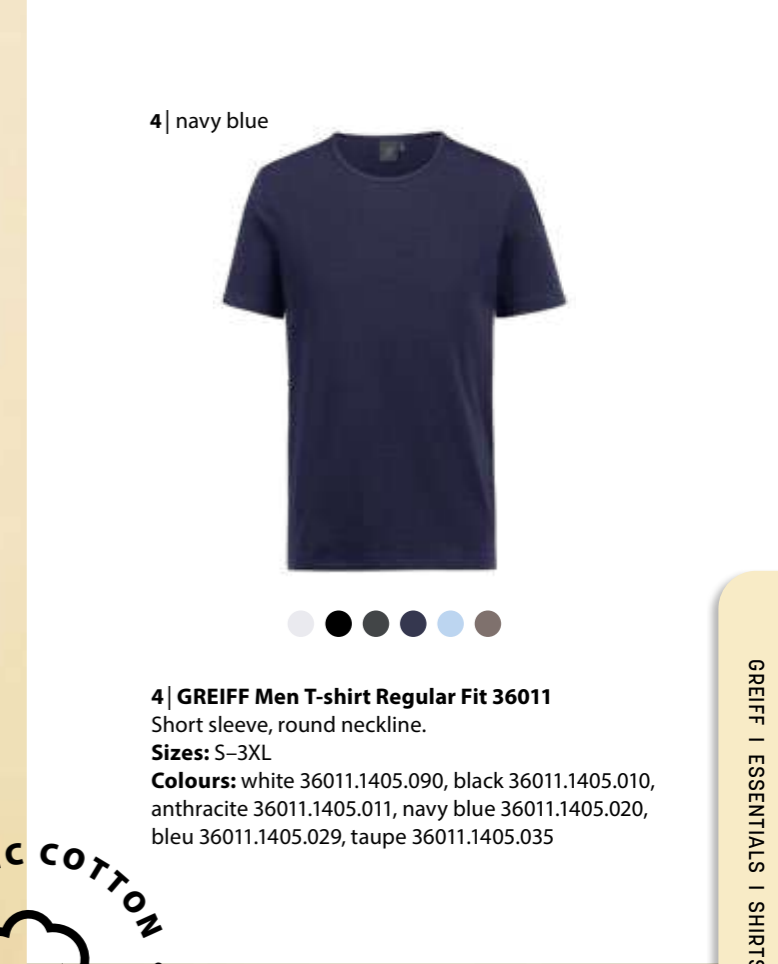 4| navy blue
4| GREIFF Men T-shirt Regular Fit 36011
Short sleeve, round neckline.
Sizes: S–3XL
Colours: white 36011.1405.090, black 36011.1405.010,
anthracite 36011.1405.011, navy blue 36011.1405.020,
bleu 36011.1405.029, taupe 36011.1405.035
C COTTON
GREIFF I ESSENTIALS I SHIRTS